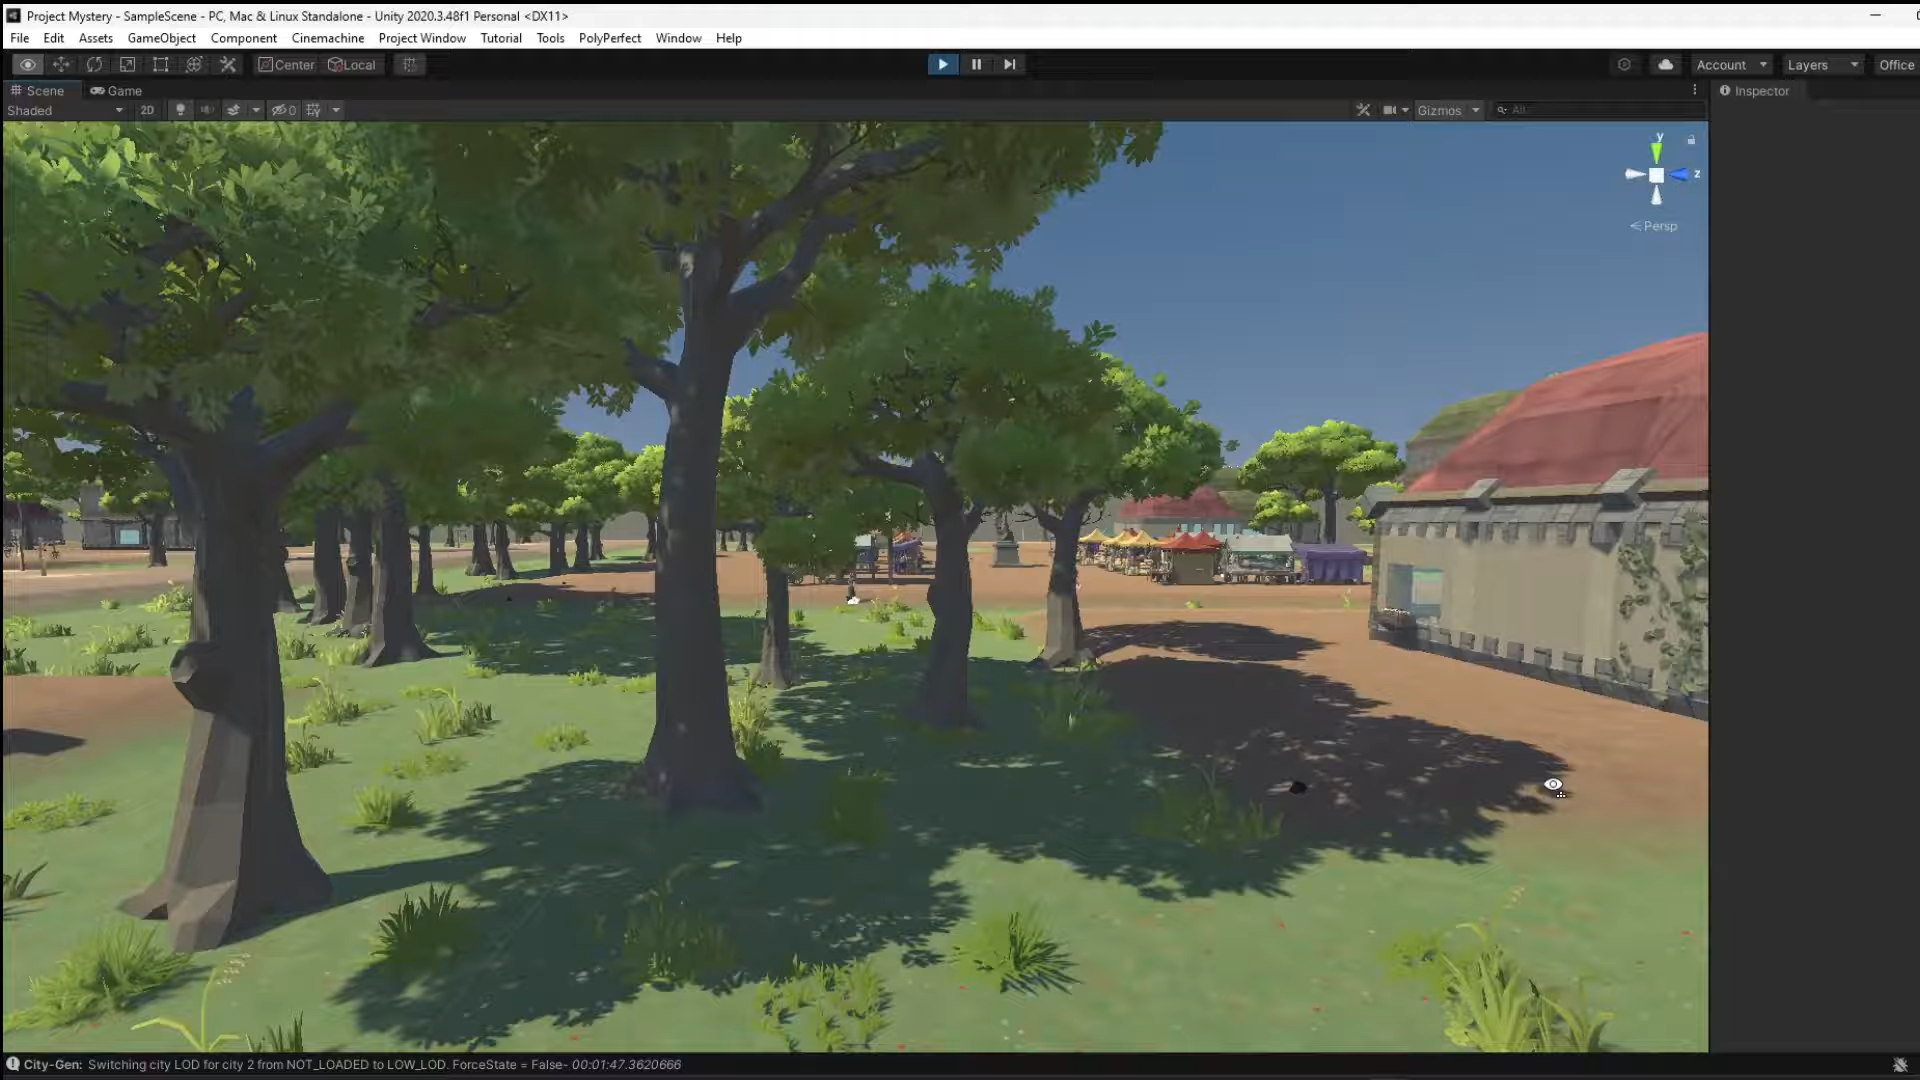 Project Mystery - SampleScene - PC, Mac & Linux Standalone - Unity 2020.3.48f1 Personal <DX11>
File Edit Assets GameObject Component Cinemachine Project Window Tutorial Tools PolyPerfect Window Help
Center Local Account Layers Office
Scene Game Inspector
Shaded 2D 0 Gizmos All
y
z
Persp
City-Gen: Switching city LOD for city 2 from NOT_LOADED to LOW_LOD. ForceState = False- 00:01:47.3620666